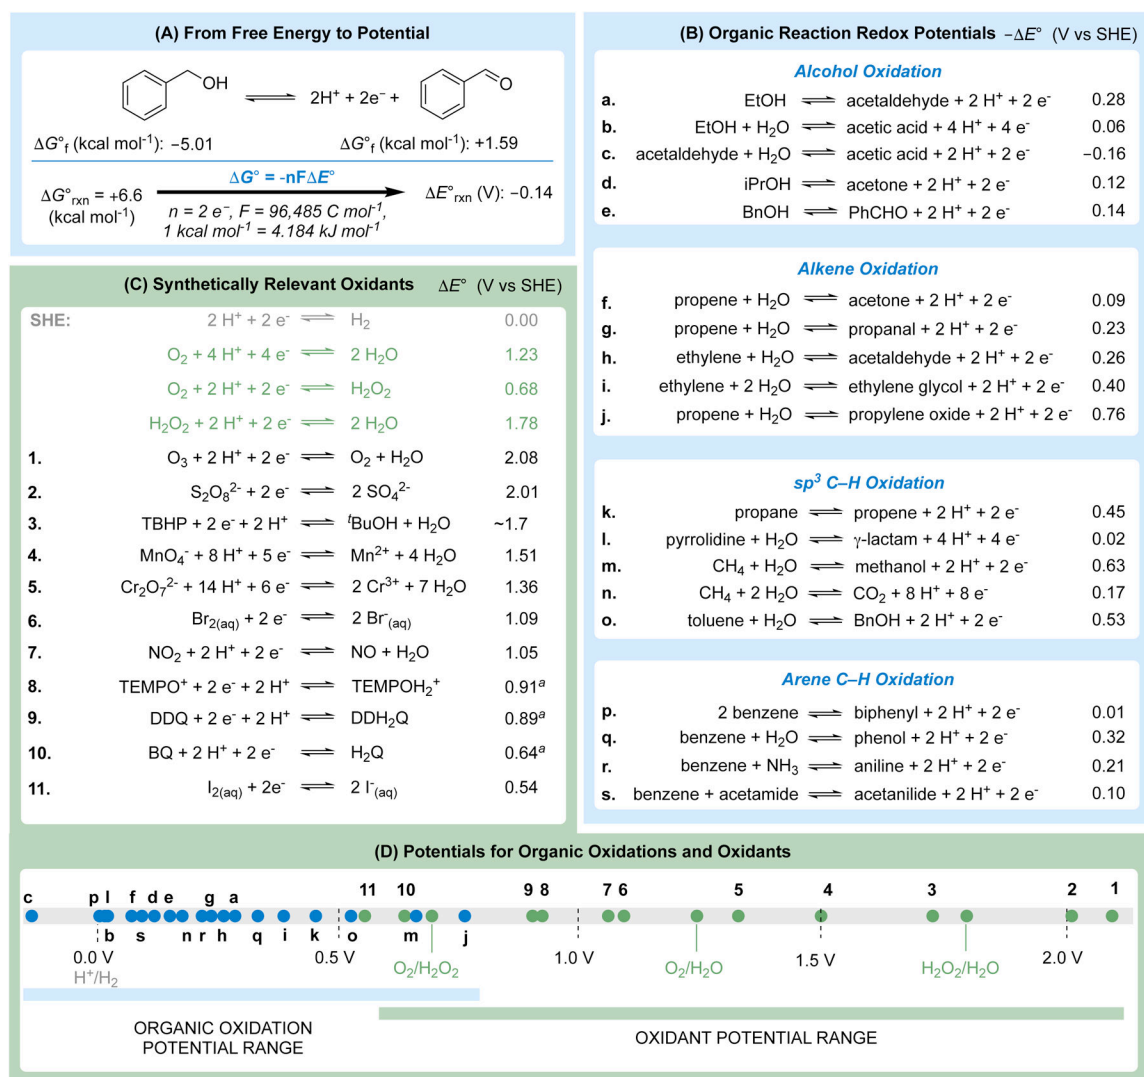 (A) From Free Energy to Potential
OH
2H⁺ + 2e⁻ +
O
ΔG°f (kcal mol⁻¹): −5.01
ΔG°f (kcal mol⁻¹): +1.59
ΔG° = -nFΔE°
ΔG°rxn = +6.6
(kcal mol⁻¹)
ΔE°rxn (V): −0.14
n = 2 e⁻, F = 96,485 C mol⁻¹,
1 kcal mol⁻¹ = 4.184 kJ mol⁻¹
(B) Organic Reaction Redox Potentials −ΔE° (V vs SHE)
Alcohol Oxidation
a. EtOH ⇌ acetaldehyde + 2 H⁺ + 2 e⁻ 0.28
b. EtOH + H₂O ⇌ acetic acid + 4 H⁺ + 4 e⁻ 0.06
c. acetaldehyde + H₂O ⇌ acetic acid + 2 H⁺ + 2 e⁻ −0.16
d. iPrOH ⇌ acetone + 2 H⁺ + 2 e⁻ 0.12
e. BnOH ⇌ PhCHO + 2 H⁺ + 2 e⁻ 0.14
Alkene Oxidation
f. propene + H₂O ⇌ acetone + 2 H⁺ + 2 e⁻ 0.09
g. propene + H₂O ⇌ propanal + 2 H⁺ + 2 e⁻ 0.23
h. ethylene + H₂O ⇌ acetaldehyde + 2 H⁺ + 2 e⁻ 0.26
i. ethylene + 2 H₂O ⇌ ethylene glycol + 2 H⁺ + 2 e⁻ 0.40
j. propene + H₂O ⇌ propylene oxide + 2 H⁺ + 2 e⁻ 0.76
sp³ C–H Oxidation
k. propane ⇌ propene + 2 H⁺ + 2 e⁻ 0.45
l. pyrrolidine + H₂O ⇌ γ-lactam + 4 H⁺ + 4 e⁻ 0.02
m. CH₄ + H₂O ⇌ methanol + 2 H⁺ + 2 e⁻ 0.63
n. CH₄ + 2 H₂O ⇌ CO₂ + 8 H⁺ + 8 e⁻ 0.17
o. toluene + H₂O ⇌ BnOH + 2 H⁺ + 2 e⁻ 0.53
Arene C–H Oxidation
p. 2 benzene ⇌ biphenyl + 2 H⁺ + 2 e⁻ 0.01
q. benzene + H₂O ⇌ phenol + 2 H⁺ + 2 e⁻ 0.32
r. benzene + NH₃ ⇌ aniline + 2 H⁺ + 2 e⁻ 0.21
s. benzene + acetamide ⇌ acetanilide + 2 H⁺ + 2 e⁻ 0.10
(C) Synthetically Relevant Oxidants ΔE° (V vs SHE)
SHE: 2 H⁺ + 2 e⁻ ⇌ H₂ 0.00
O₂ + 4 H⁺ + 4 e⁻ ⇌ 2 H₂O 1.23
O₂ + 2 H⁺ + 2 e⁻ ⇌ H₂O₂ 0.68
H₂O₂ + 2 H⁺ + 2 e⁻ ⇌ 2 H₂O 1.78
1. O₃ + 2 H⁺ + 2 e⁻ ⇌ O₂ + H₂O 2.08
2. S₂O₈²⁻ + 2 e⁻ ⇌ 2 SO₄²⁻ 2.01
3. TBHP + 2 e⁻ + 2 H⁺ ⇌ ᵗBuOH + H₂O ~1.7
4. MnO₄⁻ + 8 H⁺ + 5 e⁻ ⇌ Mn²⁺ + 4 H₂O 1.51
5. Cr₂O₇²⁻ + 14 H⁺ + 6 e⁻ ⇌ 2 Cr³⁺ + 7 H₂O 1.36
6. Br₂(aq) + 2 e⁻ ⇌ 2 Br⁻(aq) 1.09
7. NO₂ + 2 H⁺ + 2 e⁻ ⇌ NO + H₂O 1.05
8. TEMPO⁺ + 2 e⁻ + 2 H⁺ ⇌ TEMPOH₂⁺ 0.91ᵃ
9. DDQ + 2 e⁻ + 2 H⁺ ⇌ DDH₂Q 0.89ᵃ
10. BQ + 2 H⁺ + 2 e⁻ ⇌ H₂Q 0.64ᵃ
11. I₂(aq) + 2e⁻ ⇌ 2 I⁻(aq) 0.54
(D) Potentials for Organic Oxidations and Oxidants
c p l f d e g a 11 10 9 8 7 6 5 4 3 2 1
b s n r h q i k o m j
0.0 V 0.5 V 1.0 V 1.5 V 2.0 V
H⁺/H₂ O₂/H₂O₂ O₂/H₂O H₂O₂/H₂O
ORGANIC OXIDATION
POTENTIAL RANGE
OXIDANT POTENTIAL RANGE